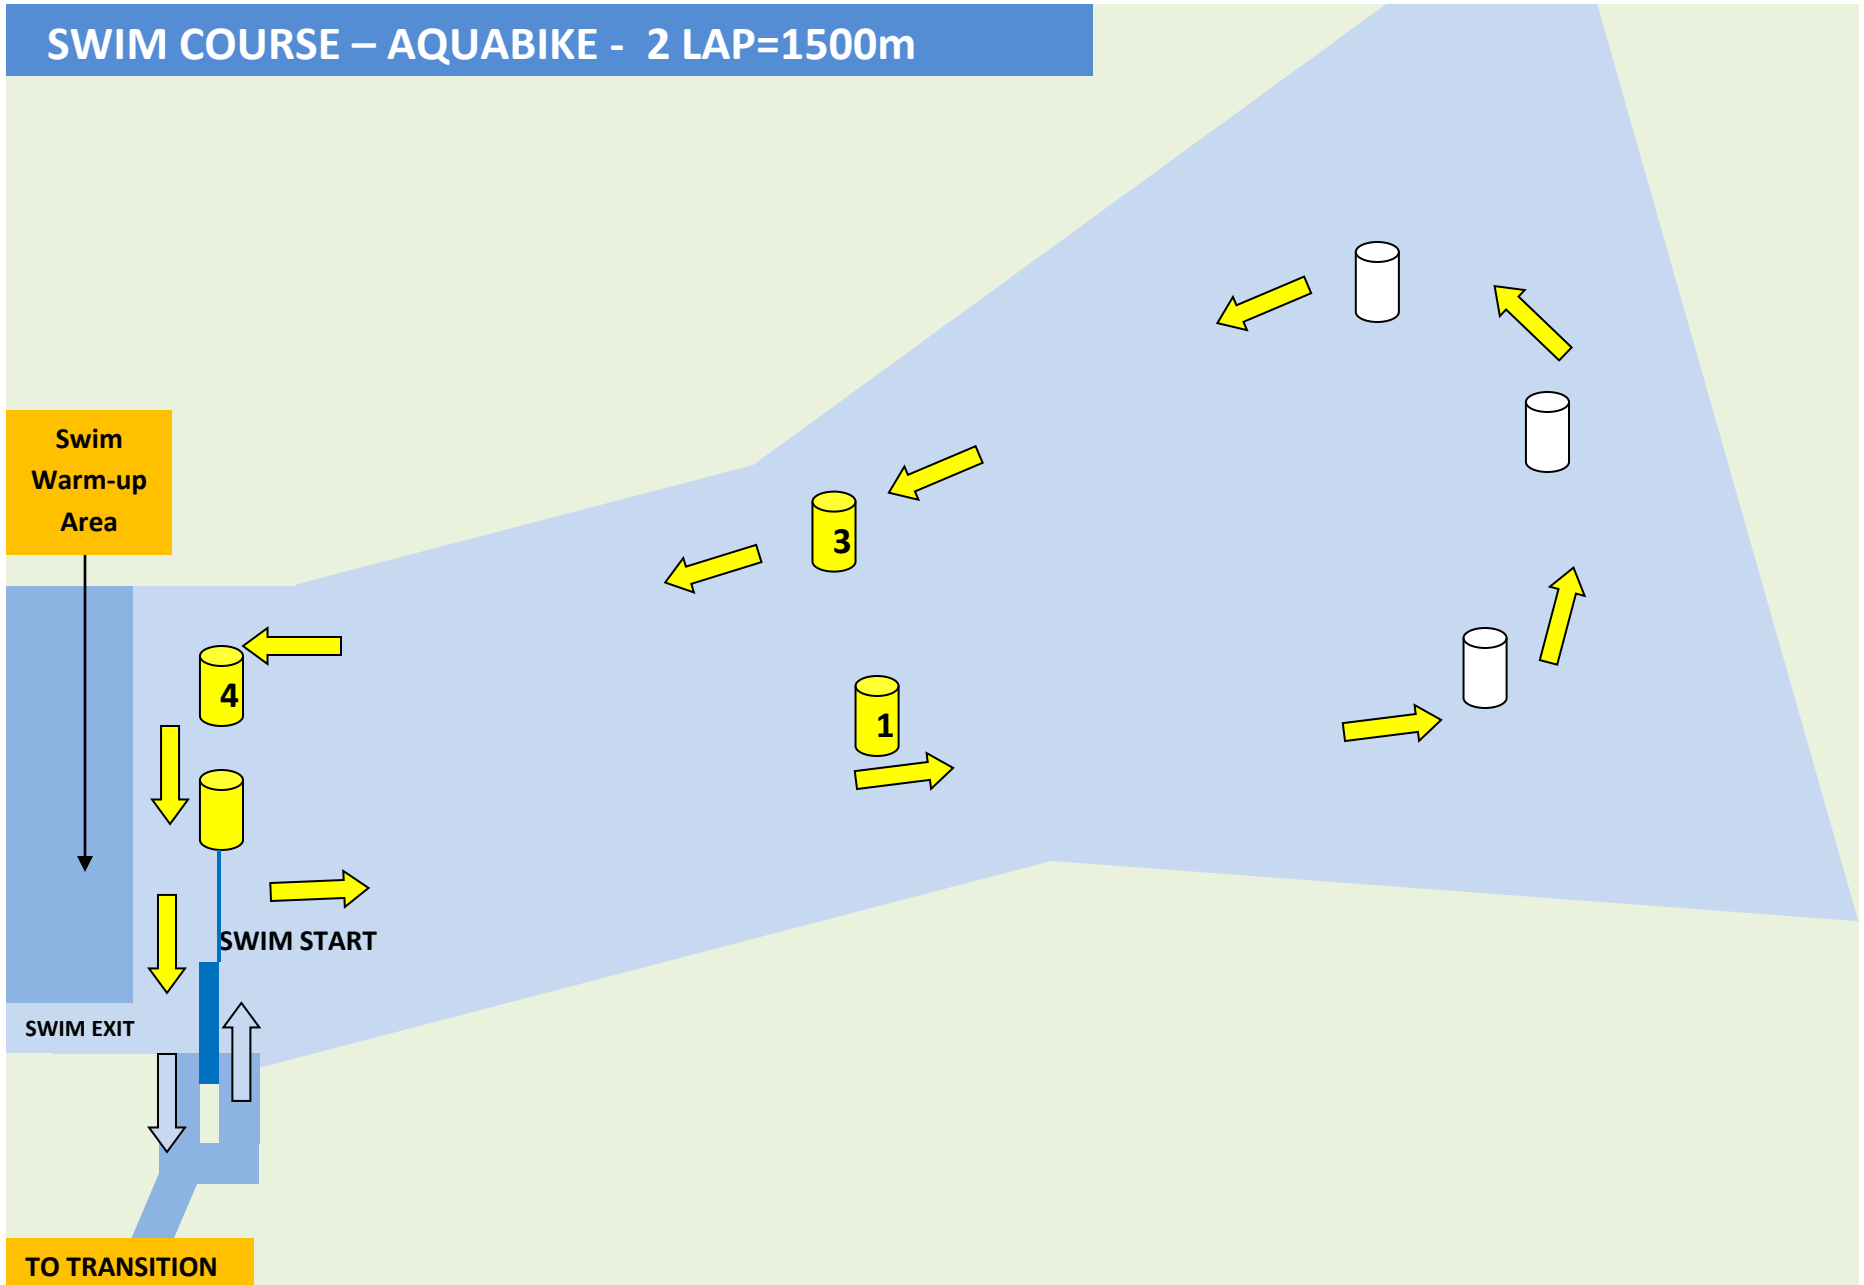 SWIM COURSE – AQUABIKE - 2 LAP=1500m
Swim
Warm-up
Area
3
4
1
SWIM START
SWIM EXIT
TO TRANSITION